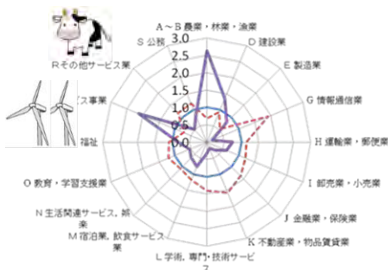 A～B 農業・林業・漁業
S 公務
D 建設業
3.0
2.5
2.0
1.5
1.0
0.5
0.0
R その他サービス業
E 製造業
ス事業
G 情報通信業
福祉
H 運輸業・郵便業
O 教育・学習支援業
I 卸売業・小売業
N 生活関連サービス，娯
楽
J 金融業・保険業
M 宿泊業，飲食サービス
業
K 不動産業・物品賃貸業
L 学術，専門・技術サービ
ス